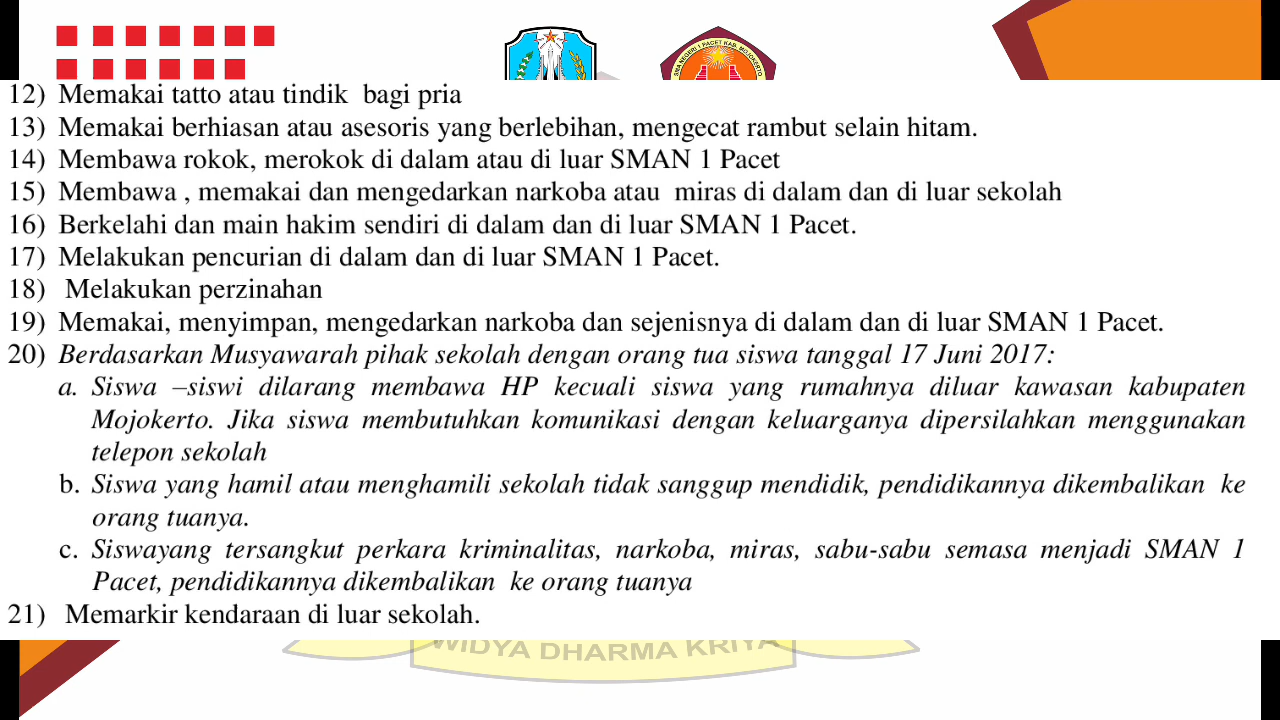 SMA NEGERI 1 PACET KAB. MOJOKERTO
12) Memakai tatto atau tindik  bagi pria
13) Memakai berhiasan atau asesoris yang berlebihan, mengecat rambut selain hitam.
14) Membawa rokok, merokok di dalam atau di luar SMAN 1 Pacet
15) Membawa , memakai dan mengedarkan narkoba atau  miras di dalam dan di luar sekolah
16) Berkelahi dan main hakim sendiri di dalam dan di luar SMAN 1 Pacet.
17) Melakukan pencurian di dalam dan di luar SMAN 1 Pacet.
18)  Melakukan perzinahan
19) Memakai, menyimpan, mengedarkan narkoba dan sejenisnya di dalam dan di luar SMAN 1 Pacet.
20) Berdasarkan Musyawarah pihak sekolah dengan orang tua siswa tanggal 17 Juni 2017:
a. Siswa –siswi dilarang membawa HP kecuali siswa yang rumahnya diluar kawasan kabupaten
Mojokerto. Jika siswa membutuhkan komunikasi dengan keluarganya dipersilahkan menggunakan
telepon sekolah
b. Siswa yang hamil atau menghamili sekolah tidak sanggup mendidik, pendidikannya dikembalikan  ke
orang tuanya.
c. Siswayang tersangkut perkara kriminalitas, narkoba, miras, sabu-sabu semasa menjadi SMAN 1
Pacet, pendidikannya dikembalikan  ke orang tuanya
21)  Memarkir kendaraan di luar sekolah.
WIDYA DHARMA KRIYA